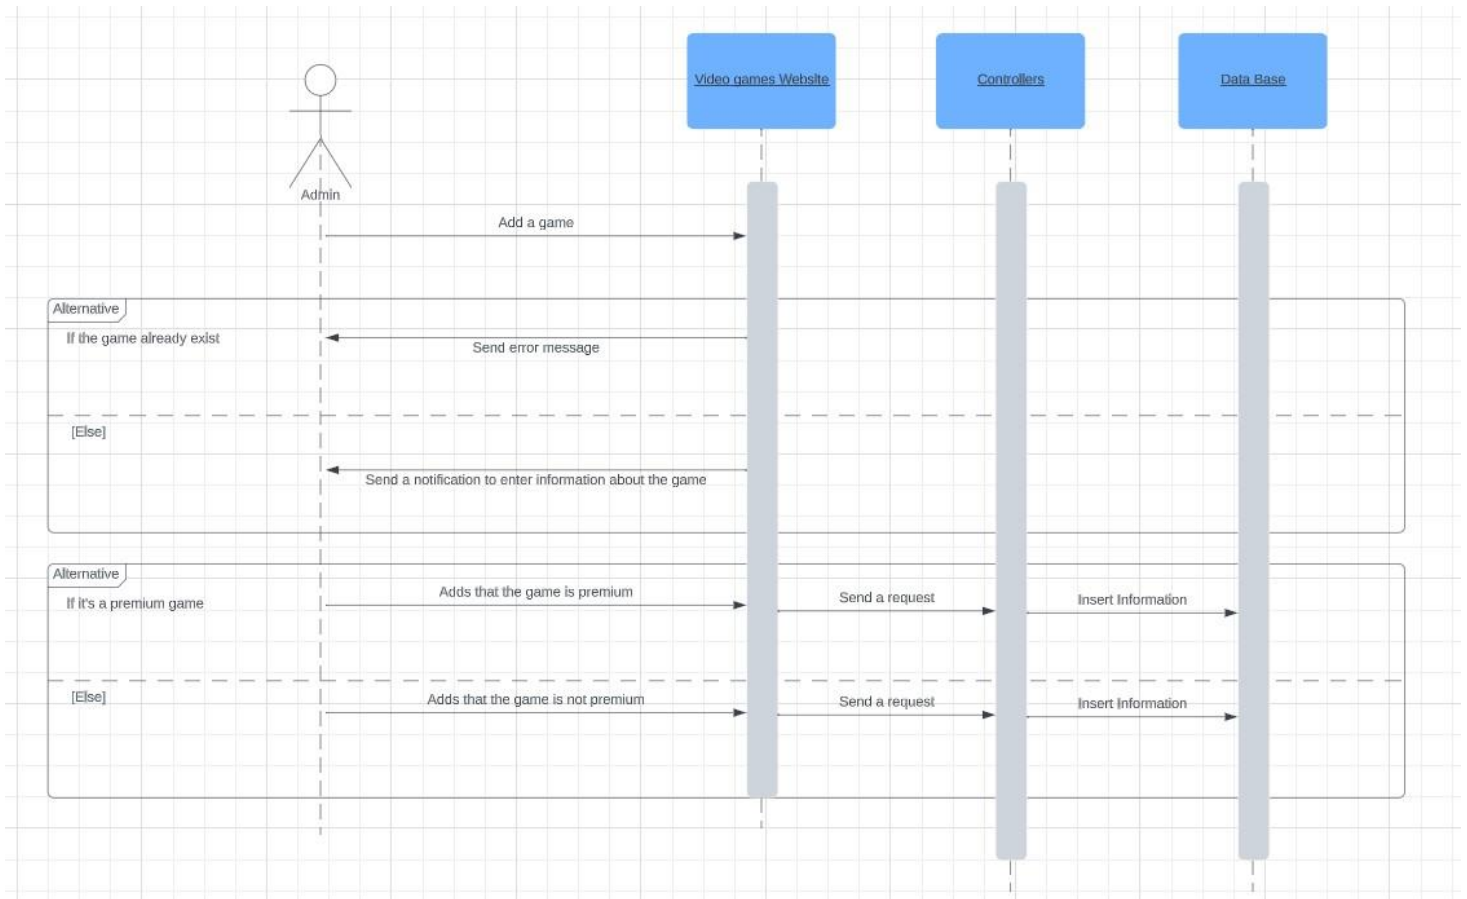 Video games Website
Controllers
Data Base
Admin
Add a game
Alternative
If the game already exist
Send error message
[Else]
Send a notification to enter information about the game
Alternative
If it's a premium game
Adds that the game is premium
Send a request
Insert Information
[Else]
Adds that the game is not premium
Send a request
Insert Information